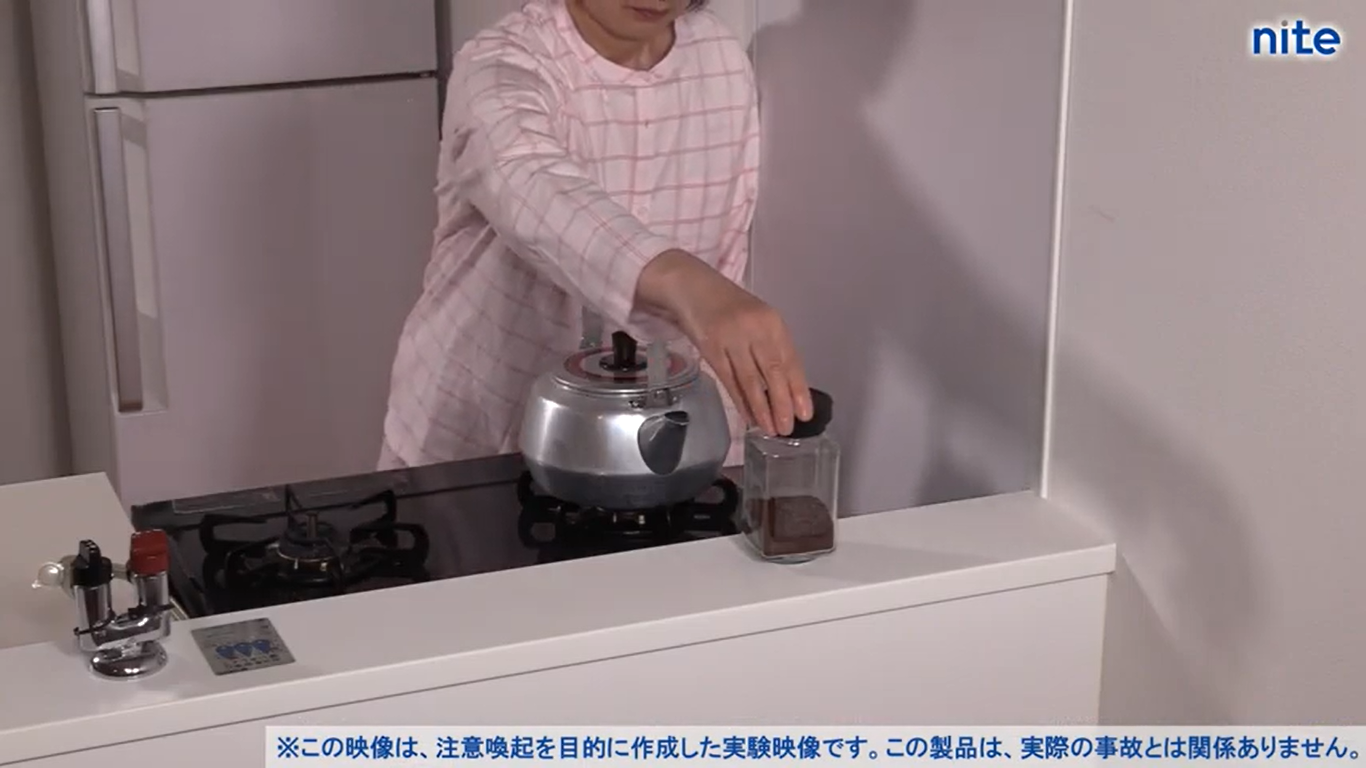 nite
※この映像は、注意喚起を目的に作成した実験映像です。この製品は、実際の事故とは関係ありません。